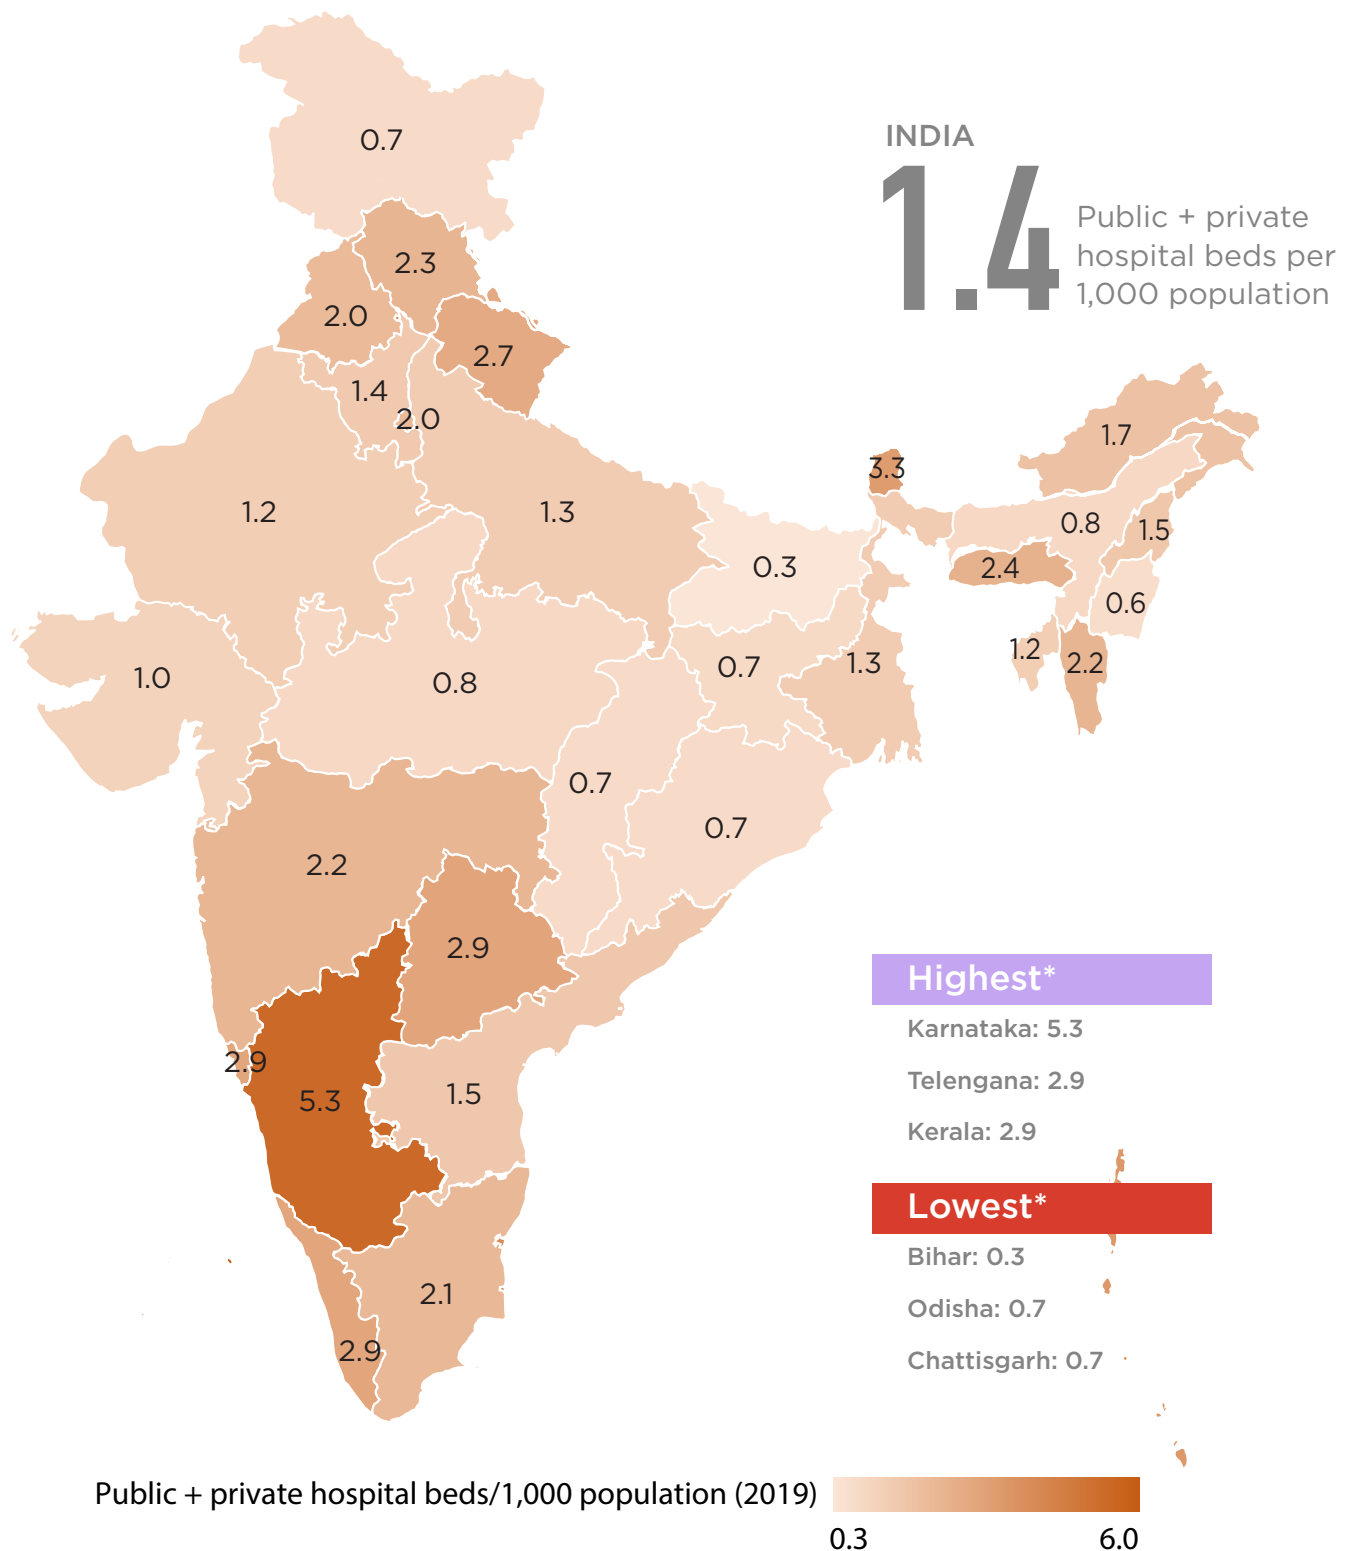 0.7
INDIA
1.4
Public + private
hospital beds per
1,000 population
2.3
2.0
2.7
1.4
2.0
1.7
3.3
1.2
1.3
0.8
1.5
0.3
2.4
0.6
1.2
2.2
1.0
0.8
0.7
1.3
0.7
0.7
2.2
2.9
Highest*
Karnataka: 5.3
Telengana: 2.9
Kerala: 2.9
2.9
5.3
1.5
Lowest*
Bihar: 0.3
Odisha: 0.7
Chattisgarh: 0.7
2.1
2.9
Public + private hospital beds/1,000 population (2019)
0.3
6.0